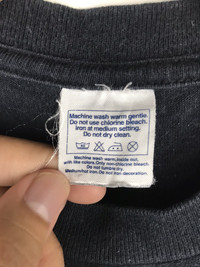 Machine wash warm gentle.
Do not use chlorine bleach.
Iron at medium setting.
Do not dry clean.
Machine wash warm, inside out,
with like colors. Only non-chlorine bleach.
Do not tumble dry.
Medium hot iron. Do not iron decoration.